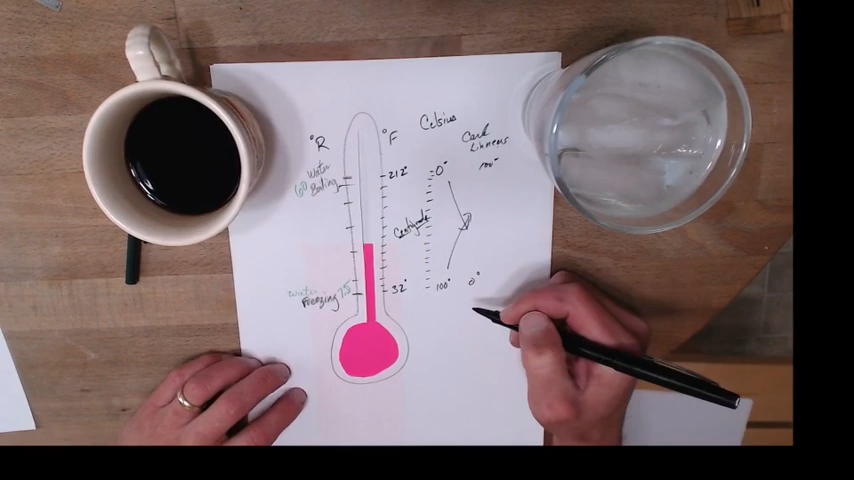 °R
°F
Celsius
Carl
Linneus
100°
Water
Boiling
60
212°
0°
Centigrade
Water
Freezing
7.5
32°
100°
0°